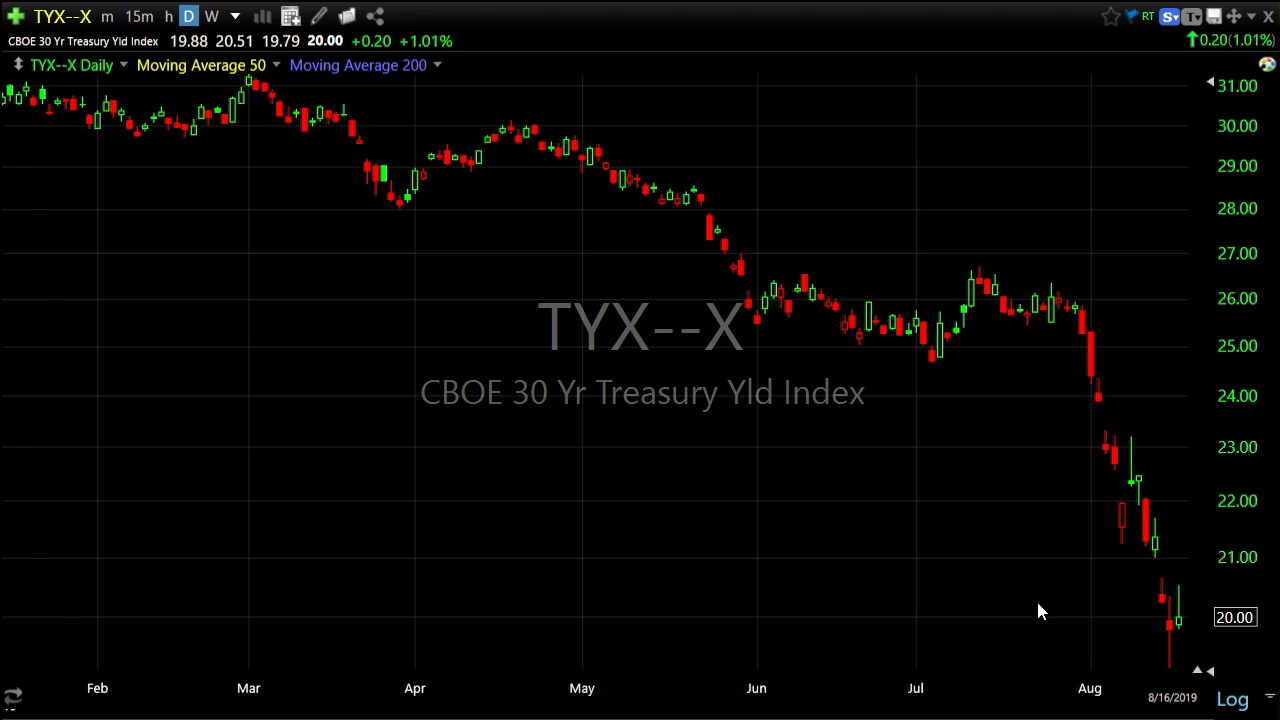 TYX--X m 15m h D W RT S T X
CBOE 30 Yr Treasury Yld Index 19.88 20.51 19.79 20.00 +0.20 +1.01% 0.20(1.01%)
TYX--X Daily Moving Average 50 Moving Average 200
31.00
30.00
29.00
28.00
27.00
26.00
TYX--X
25.00
CBOE 30 Yr Treasury Yld Index
24.00
23.00
22.00
21.00
20.00
Feb Mar Apr May Jun Jul Aug
8/16/2019 Log